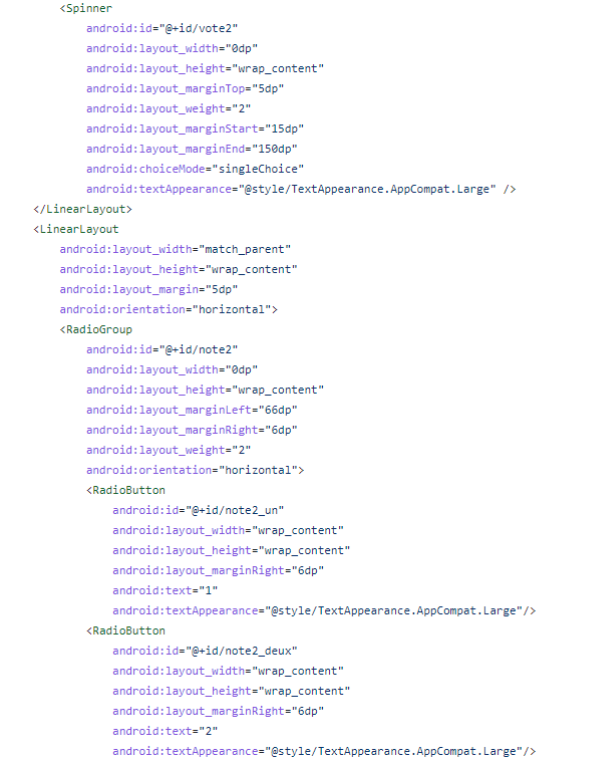 <Spinner
android:id="@+id/vote2"
android:layout_width="0dp"
android:layout_height="wrap_content"
android:layout_marginTop="5dp"
android:layout_weight="2"
android:layout_marginStart="15dp"
android:layout_marginEnd="150dp"
android:choiceMode="singleChoice"
android:textAppearance="@style/TextAppearance.AppCompat.Large" />
</LinearLayout>
<LinearLayout
android:layout_width="match_parent"
android:layout_height="wrap_content"
android:layout_margin="5dp"
android:orientation="horizontal">
<RadioGroup
android:id="@+id/note2"
android:layout_width="0dp"
android:layout_height="wrap_content"
android:layout_marginLeft="66dp"
android:layout_marginRight="6dp"
android:layout_weight="2"
android:orientation="horizontal">
<RadioButton
android:id="@+id/note2_un"
android:layout_width="wrap_content"
android:layout_height="wrap_content"
android:layout_marginRight="6dp"
android:text="1"
android:textAppearance="@style/TextAppearance.AppCompat.Large"/>
<RadioButton
android:id="@+id/note2_deux"
android:layout_width="wrap_content"
android:layout_height="wrap_content"
android:layout_marginRight="6dp"
android:text="2"
android:textAppearance="@style/TextAppearance.AppCompat.Large"/>